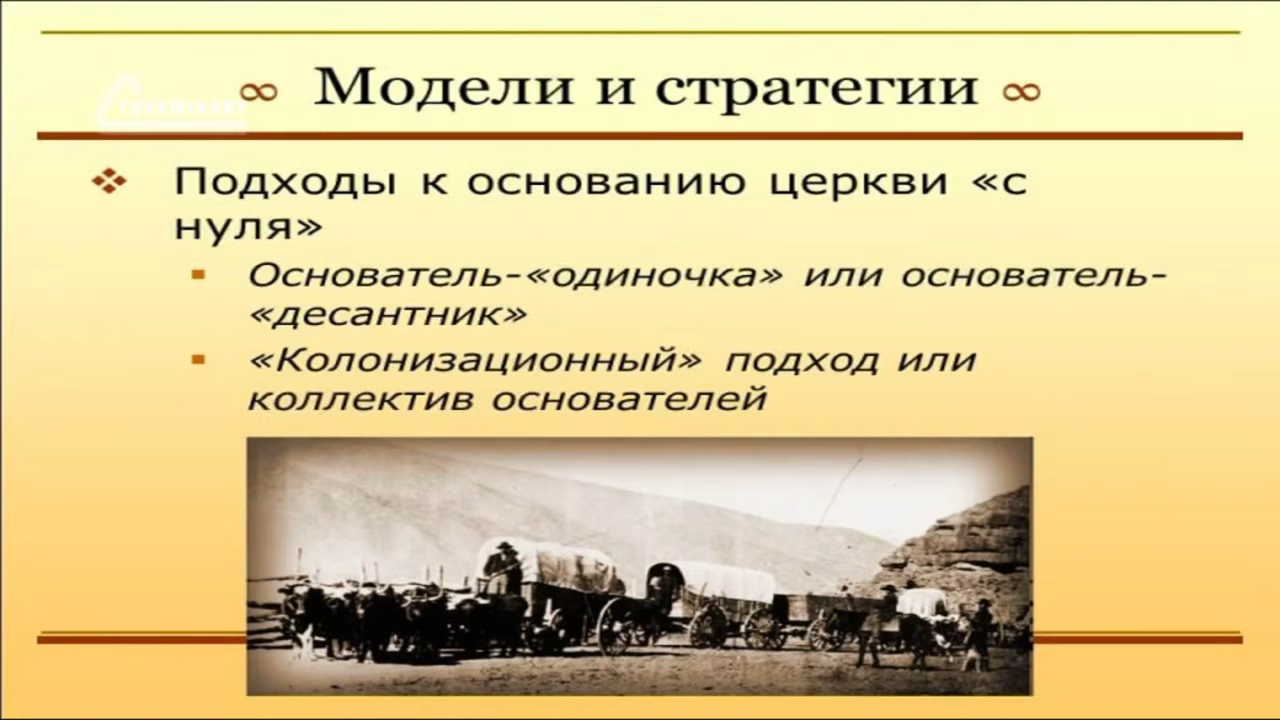 ∞ Модели и стратегии ∞
Подходы к основанию церкви «с
нуля»
Основатель-«одиночка» или основатель-
«десантник»
«Колонизационный» подход или
коллектив основателей